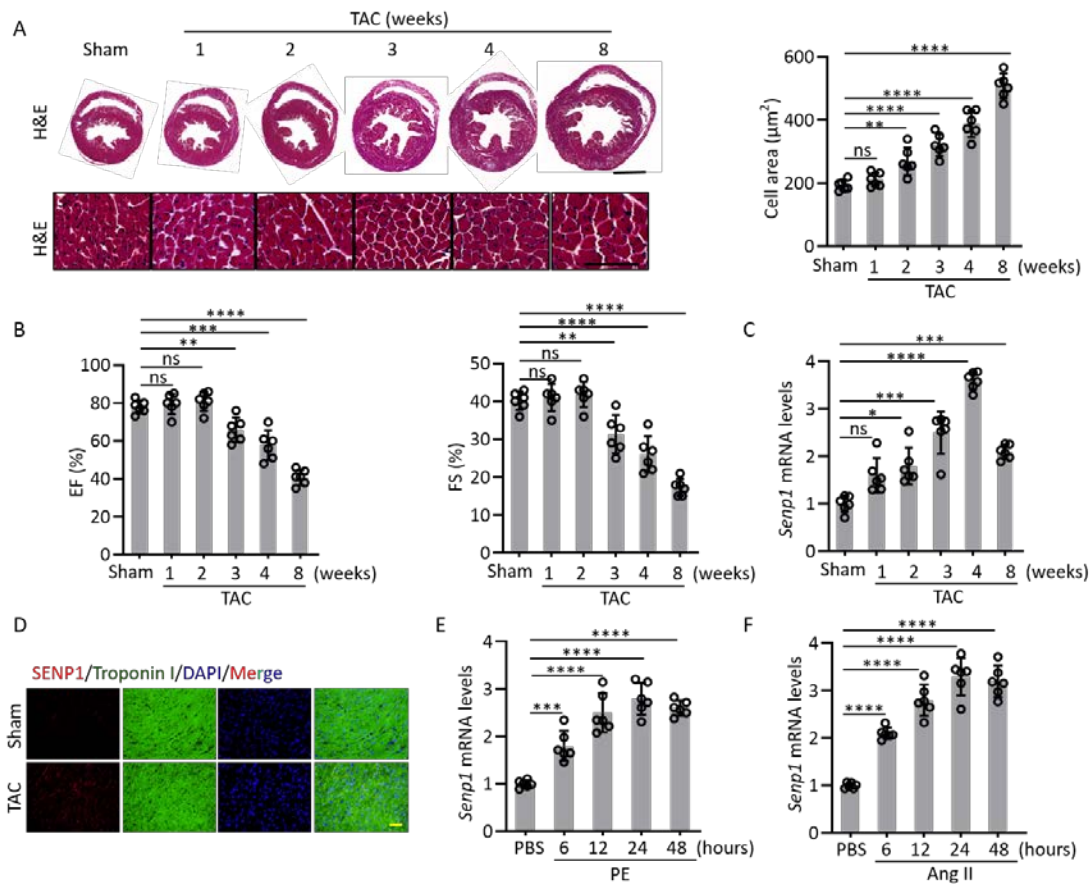 A
TAC (weeks)
Sham 1 2 3 4 8
H&E
H&E
Cell area (µm²)
600
400
200
0
ns
**
****
****
****
Sham 1 2 3 4 8 (weeks)
TAC
B
EF (%)
100
80
60
40
20
0
ns
ns
**
***
****
Sham 1 2 3 4 8 (weeks)
TAC
FS (%)
50
40
30
20
10
0
ns
ns
**
****
****
Sham 1 2 3 4 8 (weeks)
TAC
C
Senp1 mRNA levels
4
3
2
1
0
ns
*
***
****
***
Sham 1 2 3 4 8 (weeks)
TAC
D
SENP1/Troponin I/DAPI/Merge
Sham
TAC
E
Senp1 mRNA levels
4
3
2
1
0
***
****
****
****
PBS 6 12 24 48 (hours)
PE
F
Senp1 mRNA levels
4
3
2
1
0
****
****
****
****
PBS 6 12 24 48 (hours)
Ang II